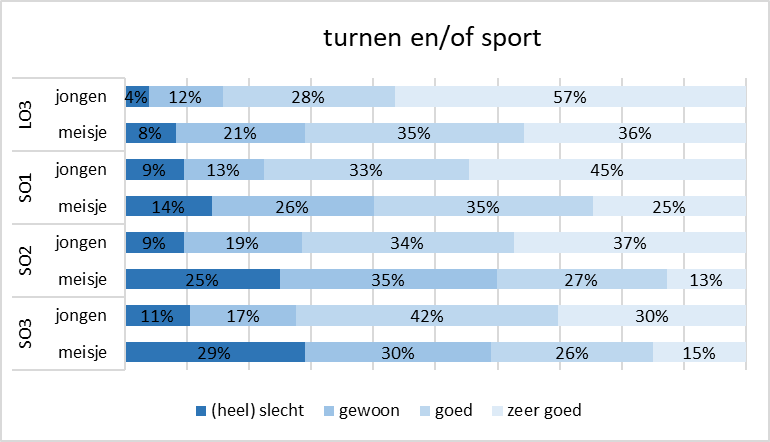 turnen en/of sport
LO3
jongen 4% 12% 28% 57%
meisje 8% 21% 35% 36%
SO1
jongen 9% 13% 33% 45%
meisje 14% 26% 35% 25%
SO2
jongen 9% 19% 34% 37%
meisje 25% 35% 27% 13%
SO3
jongen 11% 17% 42% 30%
meisje 29% 30% 26% 15%
(heel) slecht gewoon goed zeer goed